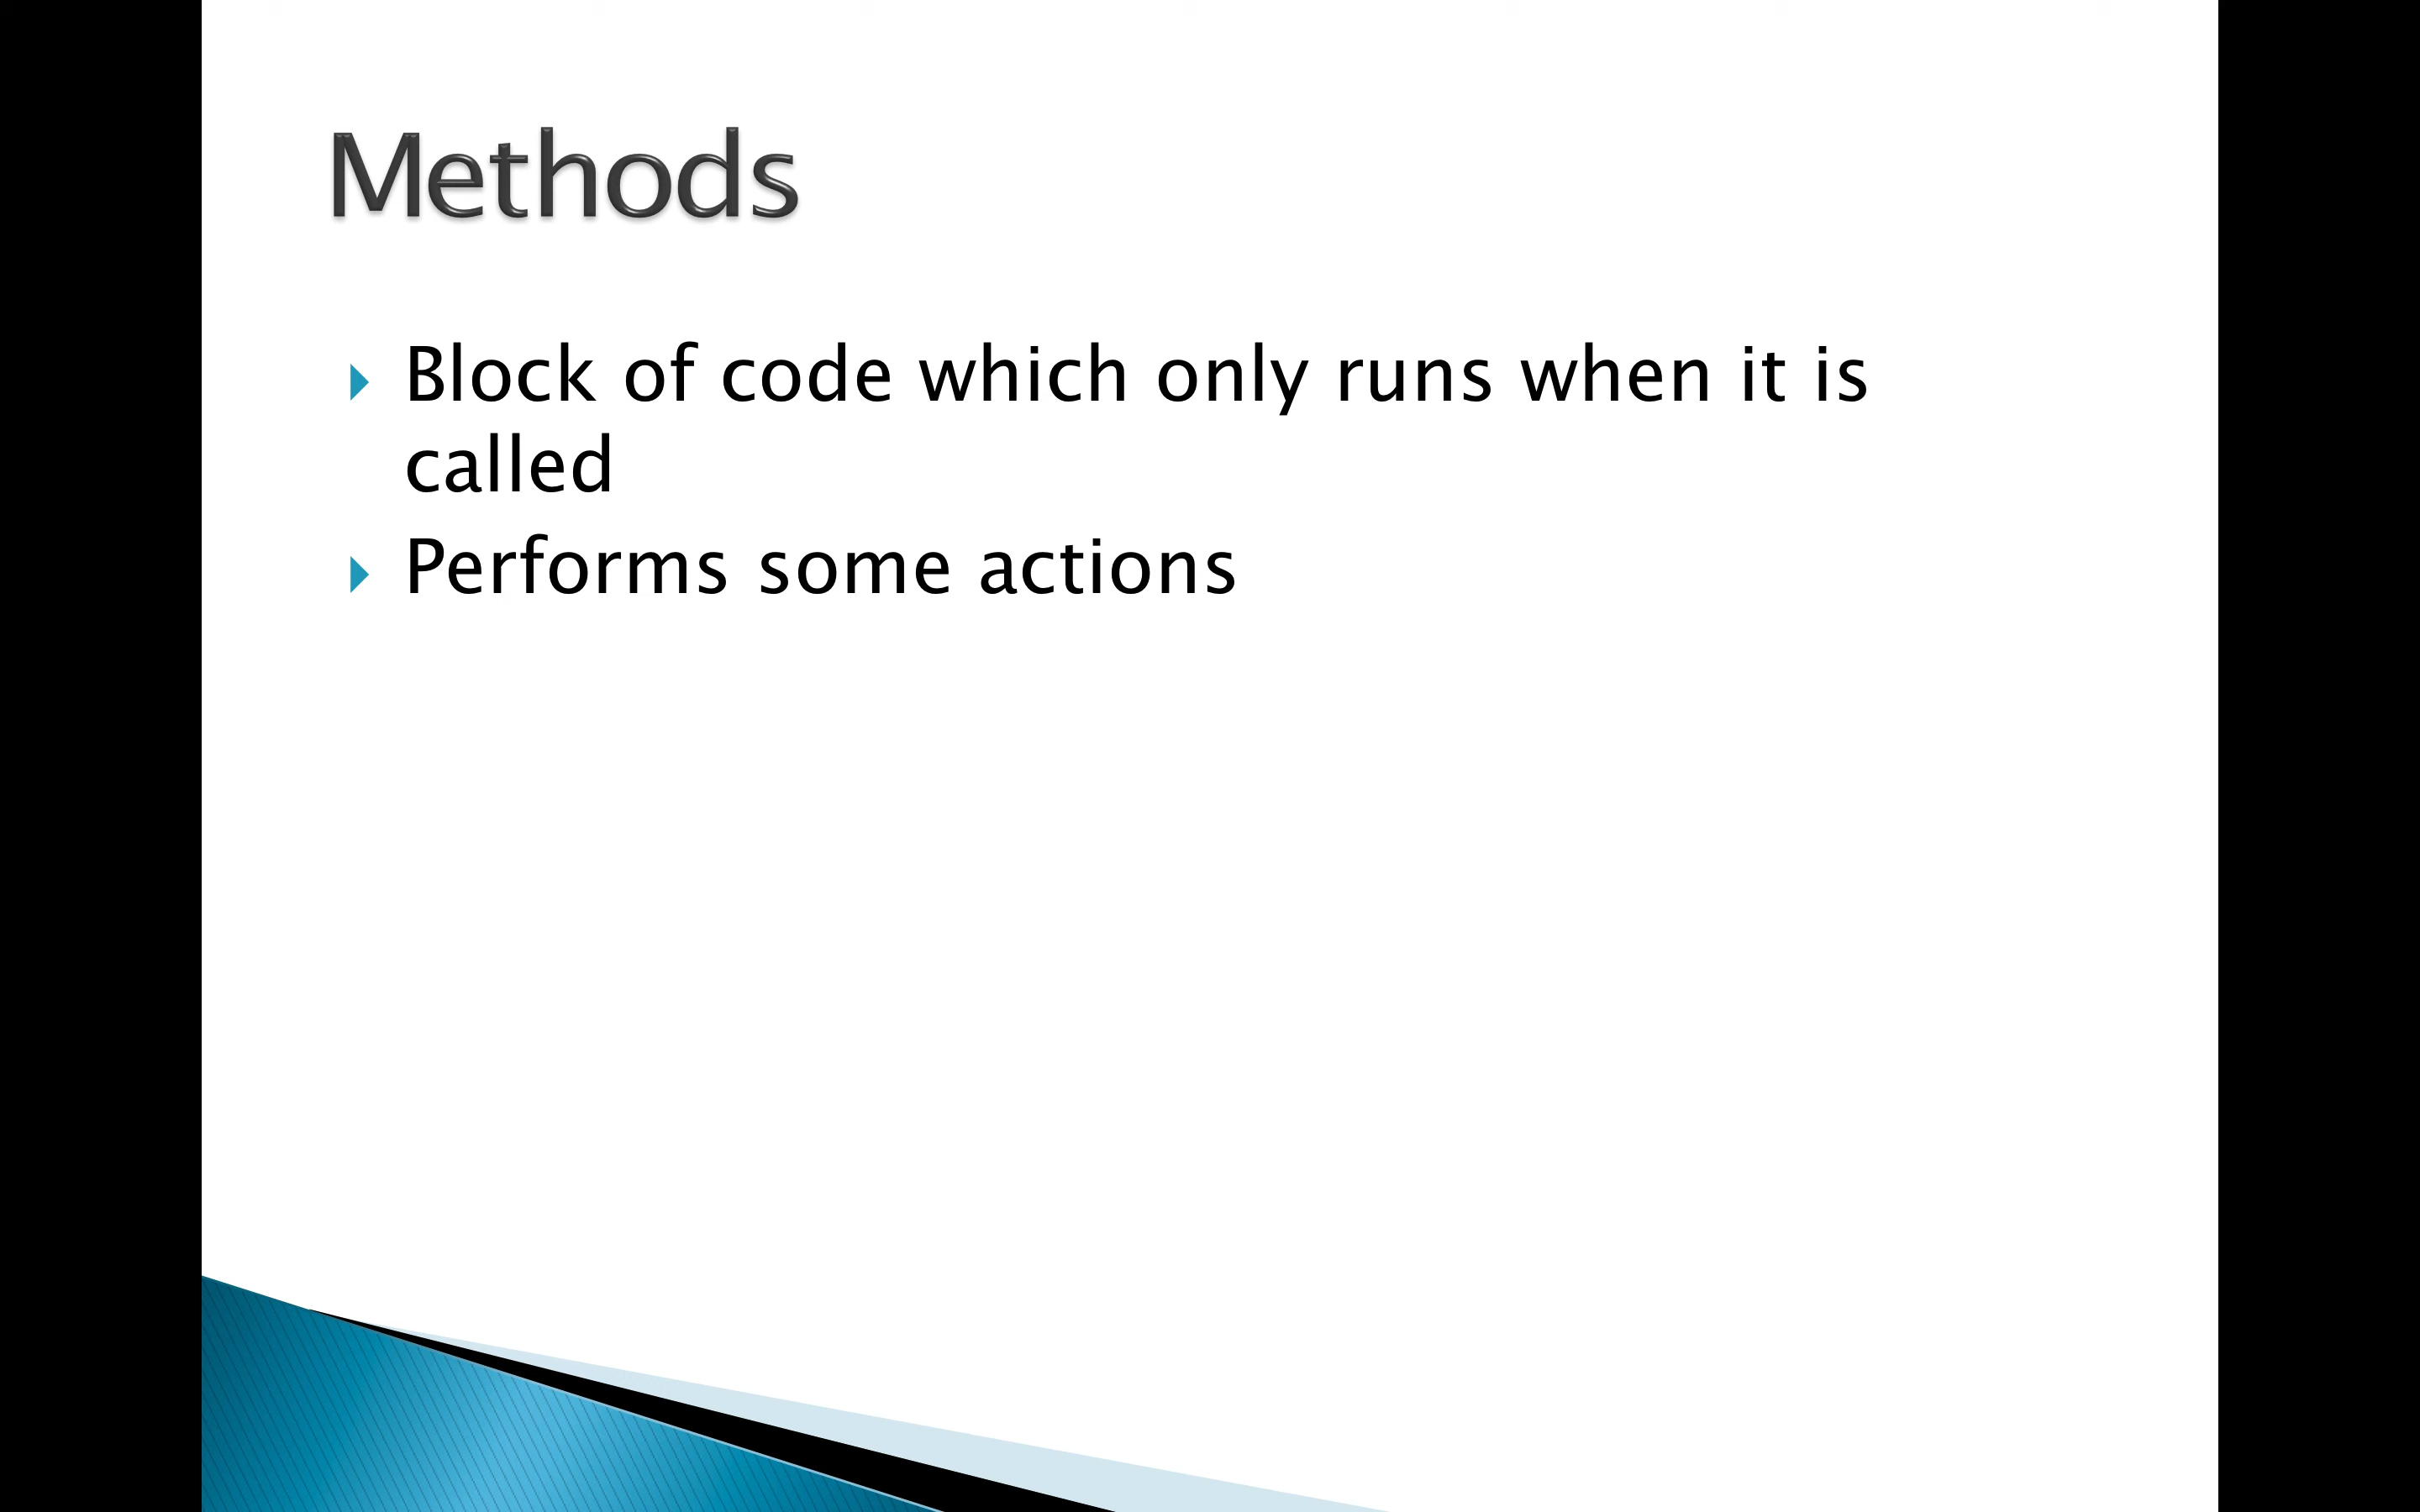 Methods
Block of code which only runs when it is
called
Performs some actions